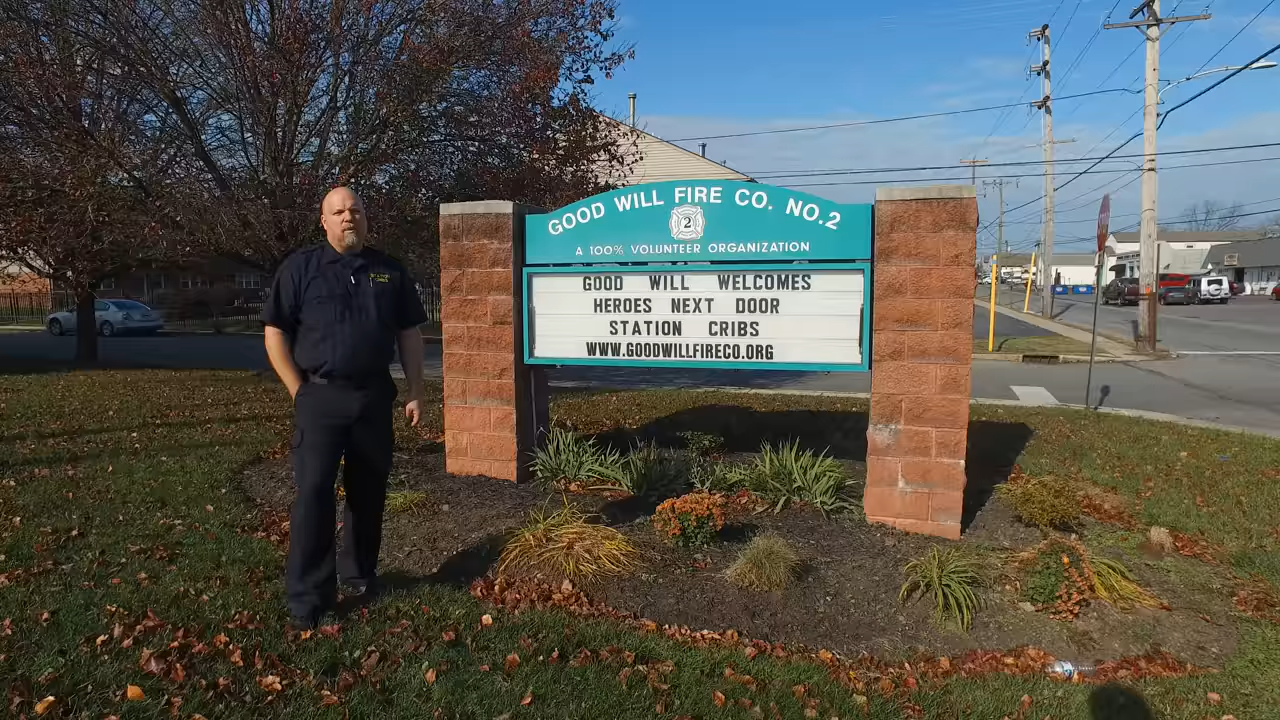 GOOD WILL FIRE CO. NO.2
2
A 100% VOLUNTEER ORGANIZATION
GOOD WILL WELCOMES
HEROES NEXT DOOR
STATION CRIBS
WWW.GOODWILLFIRECO.ORG